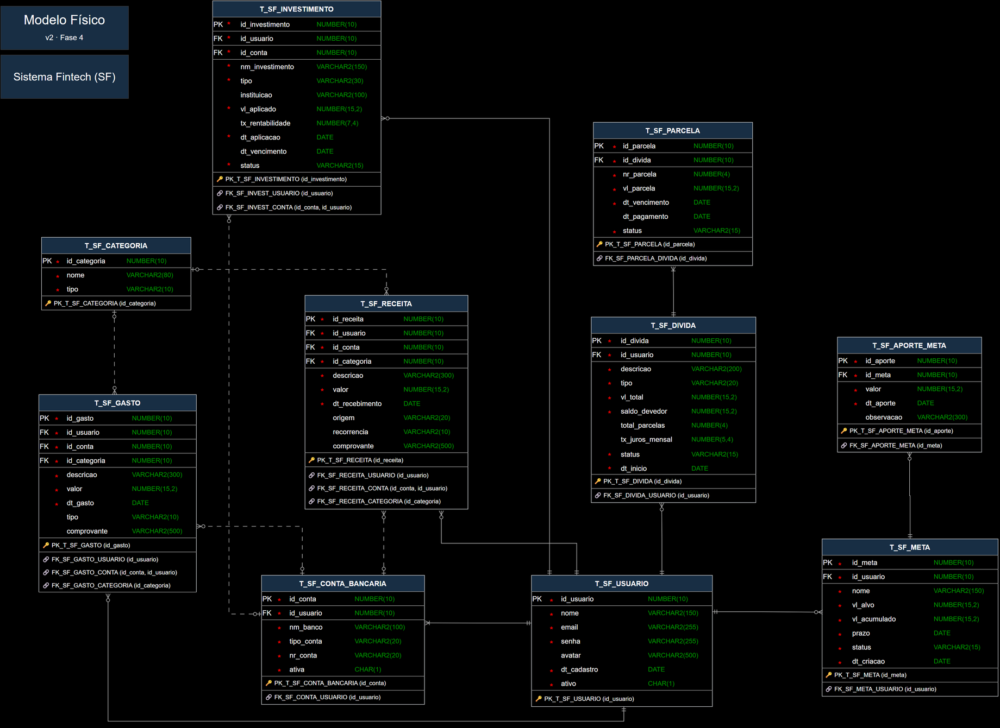 Modelo Físico
v2 · Fase 4
Sistema Fintech (SF)
T_SF_INVESTIMENTO
PK * id_investimento NUMBER(10)
FK * id_usuario NUMBER(10)
FK * id_conta NUMBER(10)
* nm_investimento VARCHAR2(150)
* tipo VARCHAR2(30)
instituicao VARCHAR2(100)
* vl_aplicado NUMBER(15,2)
tx_rentabilidade NUMBER(7,4)
* dt_aplicacao DATE
dt_vencimento DATE
* status VARCHAR2(15)
PK_T_SF_INVESTIMENTO (id_investimento)
FK_SF_INVEST_USUARIO (id_usuario)
FK_SF_INVEST_CONTA (id_conta, id_usuario)
T_SF_PARCELA
PK * id_parcela NUMBER(10)
FK * id_divida NUMBER(10)
* nr_parcela NUMBER(4)
* vl_parcela NUMBER(15,2)
* dt_vencimento DATE
dt_pagamento DATE
* status VARCHAR2(15)
PK_T_SF_PARCELA (id_parcela)
FK_SF_PARCELA_DIVIDA (id_divida)
T_SF_CATEGORIA
PK * id_categoria NUMBER(10)
* nome VARCHAR2(80)
* tipo VARCHAR2(10)
PK_T_SF_CATEGORIA (id_categoria)
T_SF_RECEITA
PK * id_receita NUMBER(10)
FK * id_usuario NUMBER(10)
FK * id_conta NUMBER(10)
FK * id_categoria NUMBER(10)
* descricao VARCHAR2(300)
* valor NUMBER(15,2)
* dt_recebimento DATE
origem VARCHAR2(20)
recorrencia VARCHAR2(10)
comprovante VARCHAR2(500)
PK_T_SF_RECEITA (id_receita)
FK_SF_RECEITA_USUARIO (id_usuario)
FK_SF_RECEITA_CONTA (id_conta, id_usuario)
FK_SF_RECEITA_CATEGORIA (id_categoria)
T_SF_DIVIDA
PK * id_divida NUMBER(10)
FK * id_usuario NUMBER(10)
* descricao VARCHAR2(200)
* tipo VARCHAR2(20)
* vl_total NUMBER(15,2)
* saldo_devedor NUMBER(15,2)
total_parcelas NUMBER(4)
tx_juros_mensal NUMBER(5,4)
* status VARCHAR2(15)
* dt_inicio DATE
PK_T_SF_DIVIDA (id_divida)
FK_SF_DIVIDA_USUARIO (id_usuario)
T_SF_APORTE_META
PK * id_aporte NUMBER(10)
FK * id_meta NUMBER(10)
* valor NUMBER(15,2)
* dt_aporte DATE
observacao VARCHAR2(300)
PK_T_SF_APORTE_META (id_aporte)
FK_SF_APORTE_META (id_meta)
T_SF_GASTO
PK * id_gasto NUMBER(10)
FK * id_usuario NUMBER(10)
FK * id_conta NUMBER(10)
FK * id_categoria NUMBER(10)
* descricao VARCHAR2(300)
* valor NUMBER(15,2)
* dt_gasto DATE
tipo VARCHAR2(10)
comprovante VARCHAR2(500)
PK_T_SF_GASTO (id_gasto)
FK_SF_GASTO_USUARIO (id_usuario)
FK_SF_GASTO_CONTA (id_conta, id_usuario)
FK_SF_GASTO_CATEGORIA (id_categoria)
T_SF_CONTA_BANCARIA
PK * id_conta NUMBER(10)
FK * id_usuario NUMBER(10)
* nm_banco VARCHAR2(100)
* tipo_conta VARCHAR2(20)
* nr_conta VARCHAR2(20)
* ativa CHAR(1)
PK_T_SF_CONTA_BANCARIA (id_conta)
FK_SF_CONTA_USUARIO (id_usuario)
T_SF_USUARIO
PK * id_usuario NUMBER(10)
* nome VARCHAR2(150)
* email VARCHAR2(255)
* senha VARCHAR2(255)
avatar VARCHAR2(500)
* dt_cadastro DATE
* ativo CHAR(1)
PK_T_SF_USUARIO (id_usuario)
T_SF_META
PK * id_meta NUMBER(10)
FK * id_usuario NUMBER(10)
* nome VARCHAR2(150)
* vl_alvo NUMBER(15,2)
* vl_acumulado NUMBER(15,2)
* prazo DATE
* status VARCHAR2(15)
* dt_criacao DATE
PK_T_SF_META (id_meta)
FK_SF_META_USUARIO (id_usuario)